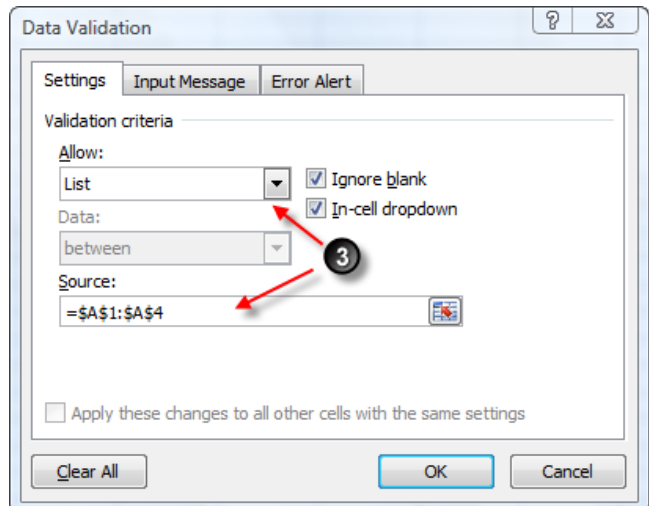 Data Validation
Settings Input Message Error Alert
Validation criteria
Allow:
List
Ignore blank
In-cell dropdown
Data:
between
3
Source:
=$A$1:$A$4
Apply these changes to all other cells with the same settings
Clear All OK Cancel